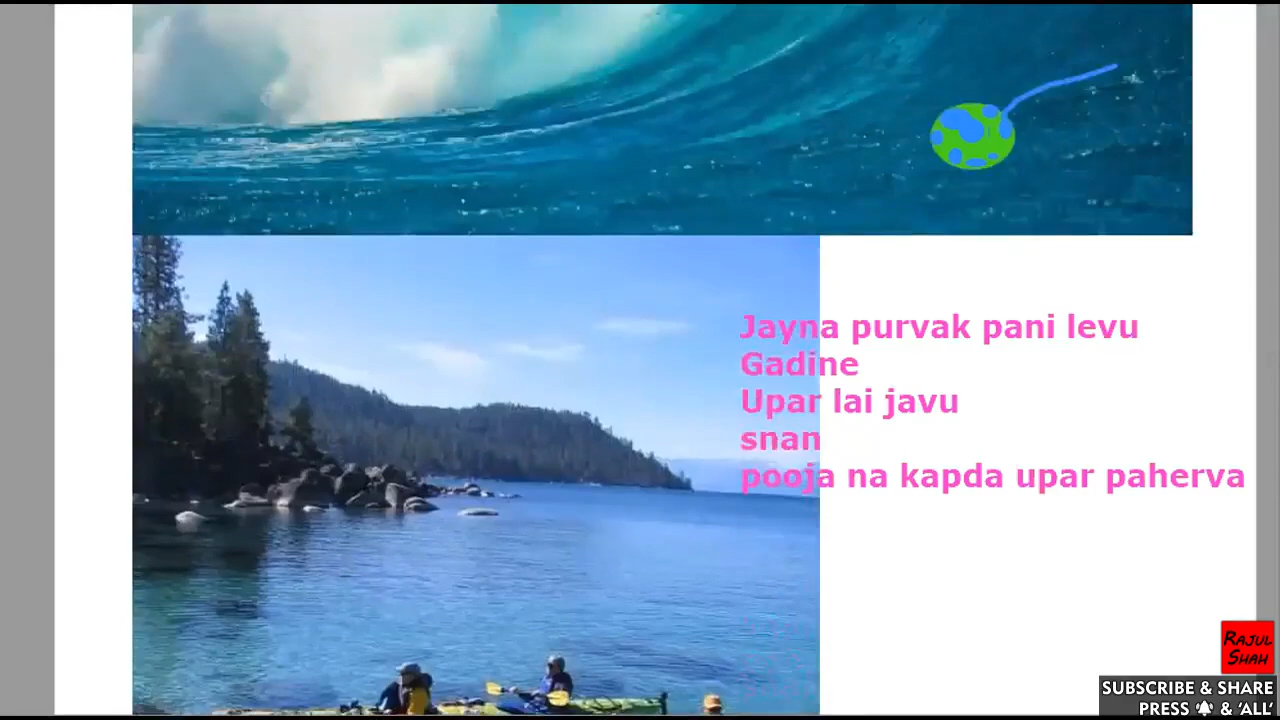 Jayna purvak pani levu
Gadine
Upar lai javu
snan
pooja na kapda upar paherva
RAJUL
SHAH
SUBSCRIBE & SHARE
PRESS 🔔 & ‘ALL’